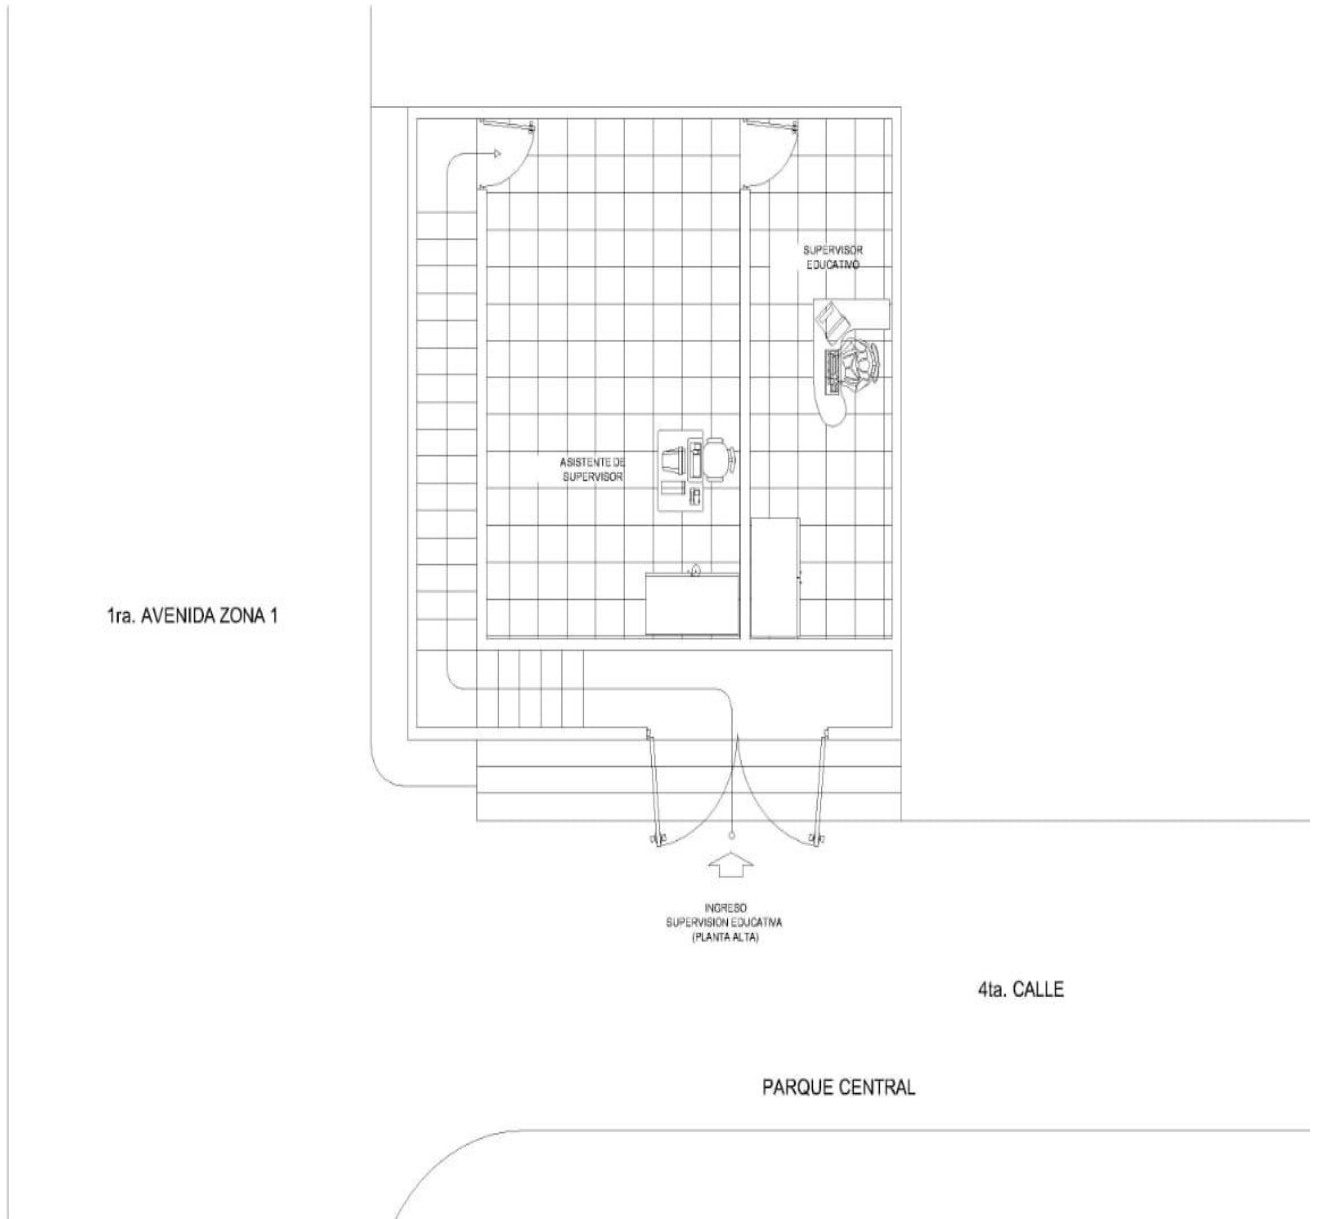 SUPERVISOR
EDUCATIVO
ASISTENTE DE
SUPERVISOR
1ra. AVENIDA ZONA 1
INGRESO
SUPERVISION EDUCATIVA
(PLANTA ALTA)
4ta. CALLE
PARQUE CENTRAL